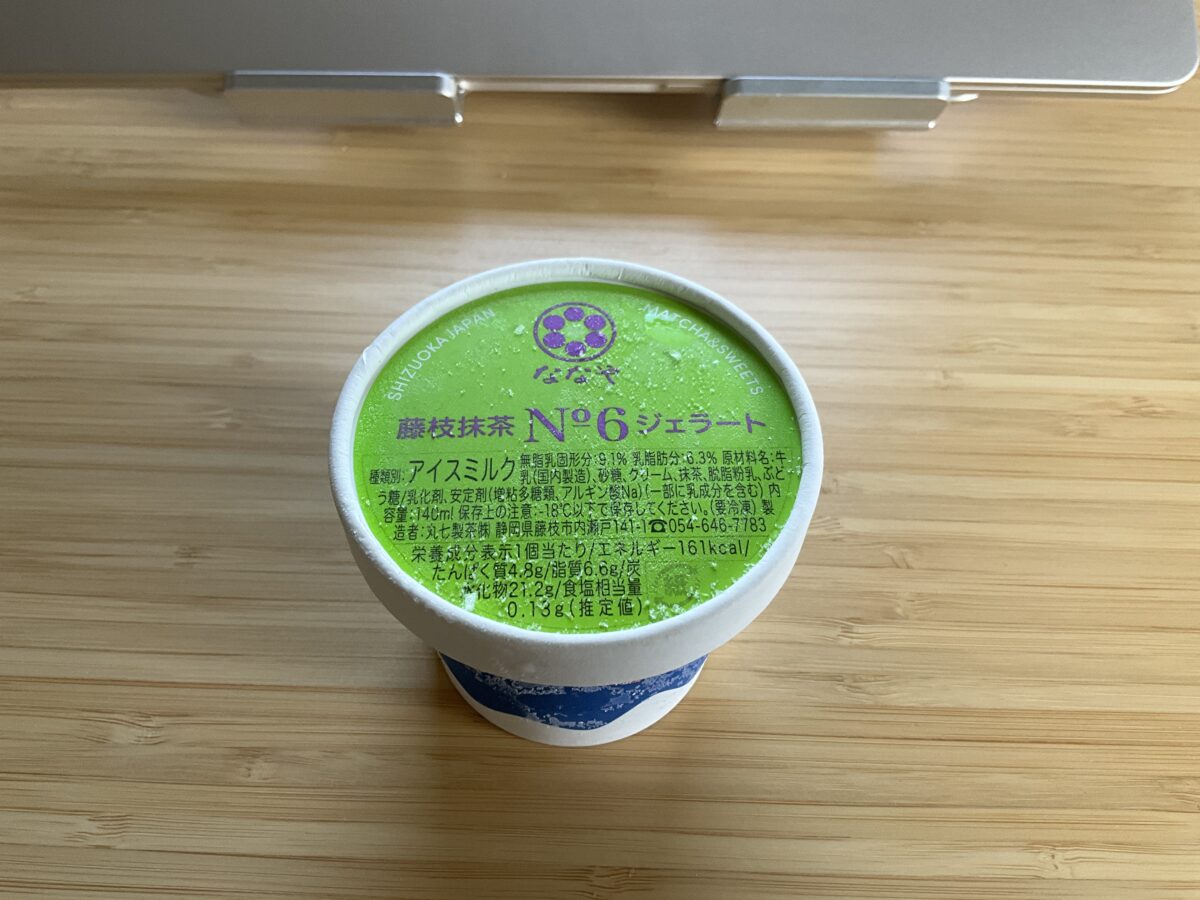 SHIZUOKA JAPAN
MATCHA&SWEETS
ななや
藤枝抹茶 Nº6 ジェラート
種類別:アイスミルク 無脂乳固形分:9.1% 乳脂肪分:6.3% 原材料名:牛
乳(国内製造)、砂糖、クリーム、抹茶、脱脂粉乳、ぶど
う糖/乳化剤、安定剤(増粘多糖類、アルギン酸Na)(一部に乳成分を含む) 内
容量:140ml 保存上の注意:-18℃以下で保存してください。(要冷凍) 製
造者:丸七製茶㈱ 静岡県藤枝市内瀬戸141-1☎054-646-7783
栄養成分表示1個当たり/エネルギー161kcal/
たんぱく質4.8g/脂質6.6g/炭
水化物21.2g/食塩相当量
0.13g(推定値)